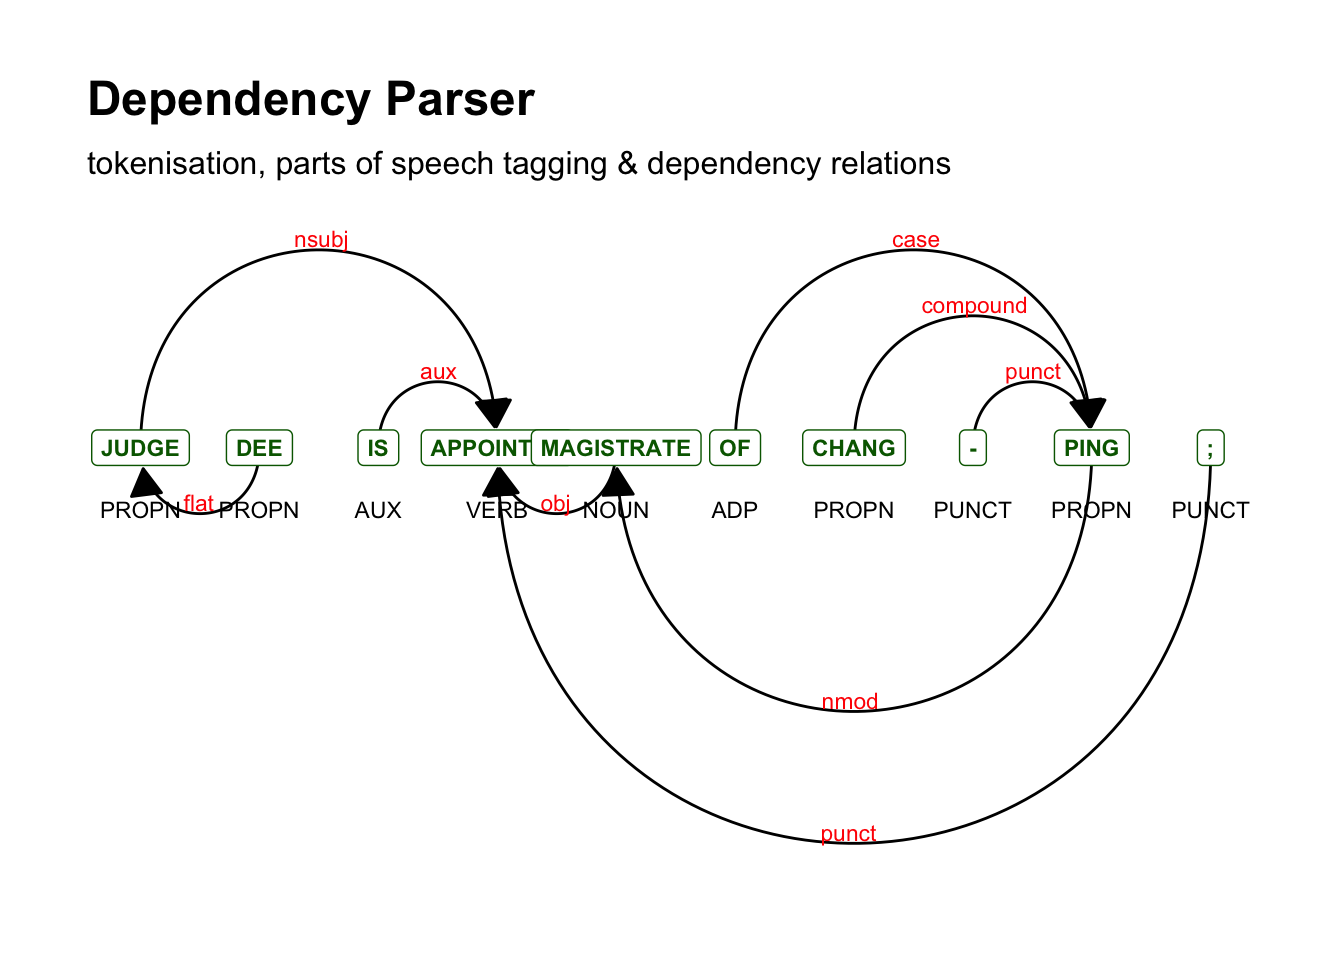 Dependency Parser
tokenisation, parts of speech tagging & dependency relations
nsubj case
compound
aux punct
JUDGE DEE IS APPOINT MAGISTRATE OF CHANG - PING ;
flat obj
PROPN PROPN AUX VERB NOUN ADP PROPN PUNCT PROPN PUNCT
nmod
punct